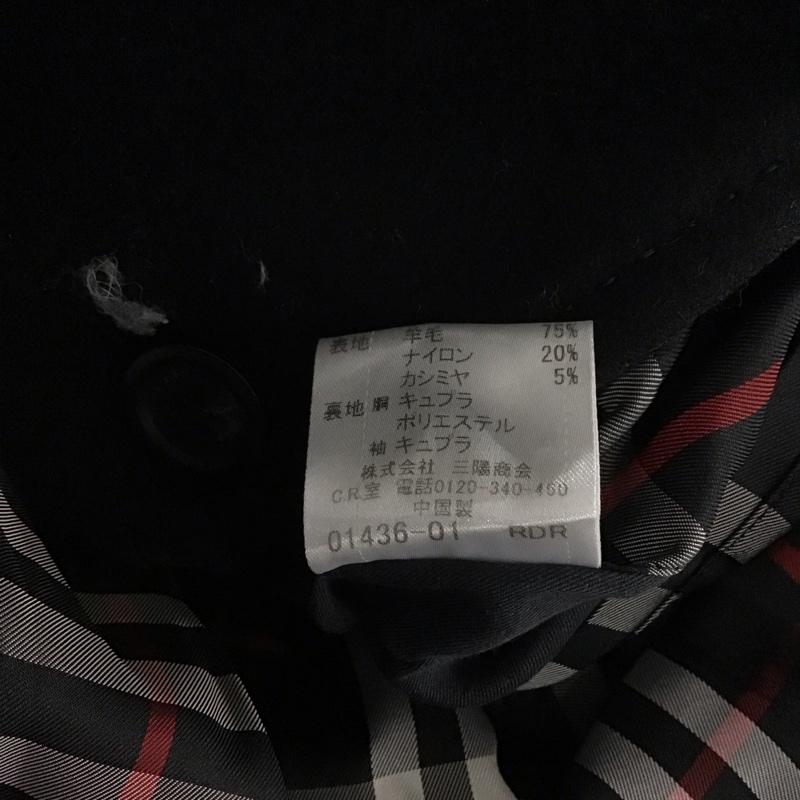 表地 羊毛 75%
ナイロン 20%
カシミヤ 5%
裏地 胴 キュプラ
ポリエステル
袖 キュプラ
株式会社 三陽商会
C.R.室 電話0120-340-460
中国製
01436-01 RDR